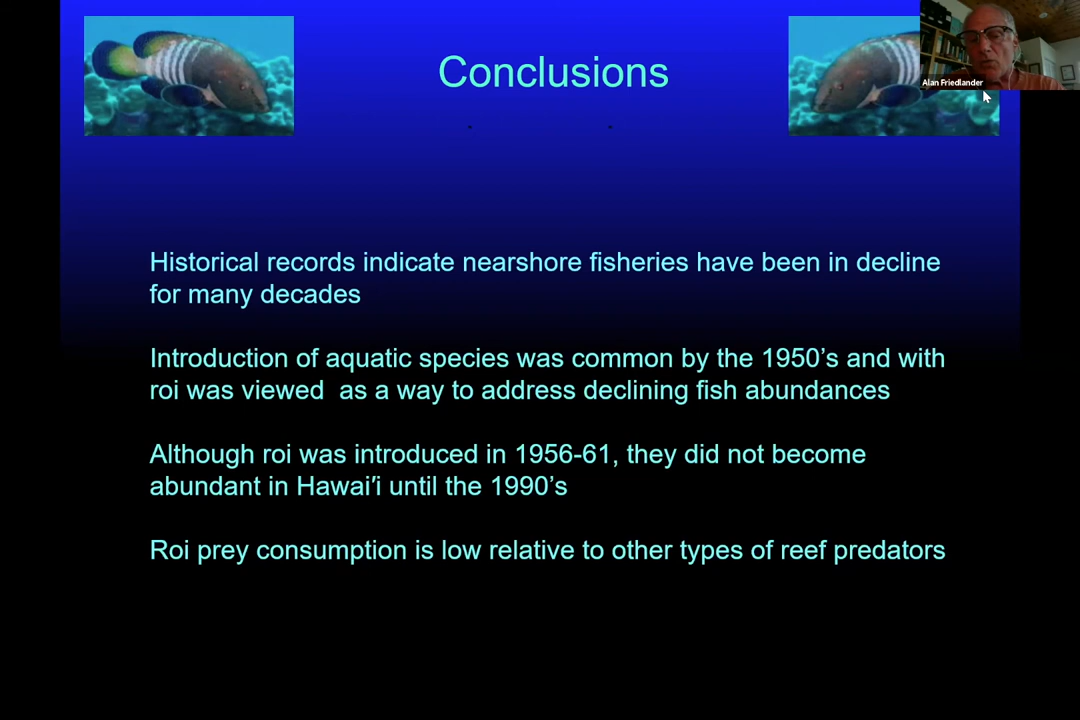 Conclusions
Alan Friedlander
Historical records indicate nearshore fisheries have been in decline
for many decades
Introduction of aquatic species was common by the 1950’s and with
roi was viewed  as a way to address declining fish abundances
Although roi was introduced in 1956-61, they did not become
abundant in Hawai′i until the 1990’s
Roi prey consumption is low relative to other types of reef predators